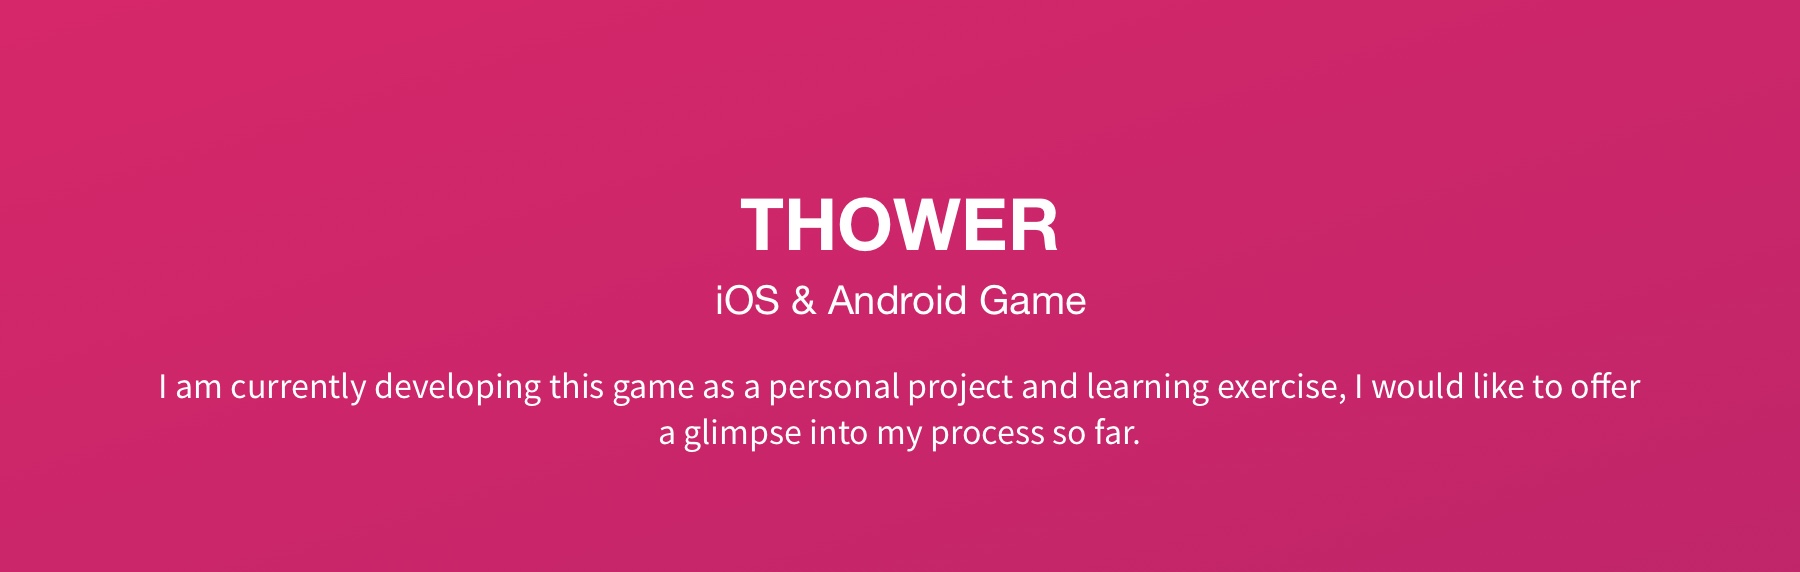 THOWER
iOS & Android Game
I am currently developing this game as a personal project and learning exercise, I would like to offer
a glimpse into my process so far.